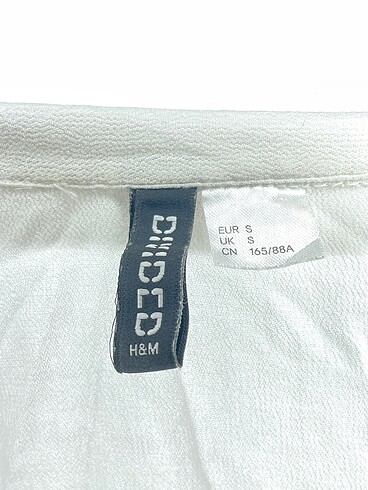 DIVIDED
H&M
EUR S
UK S
CN 165/88A